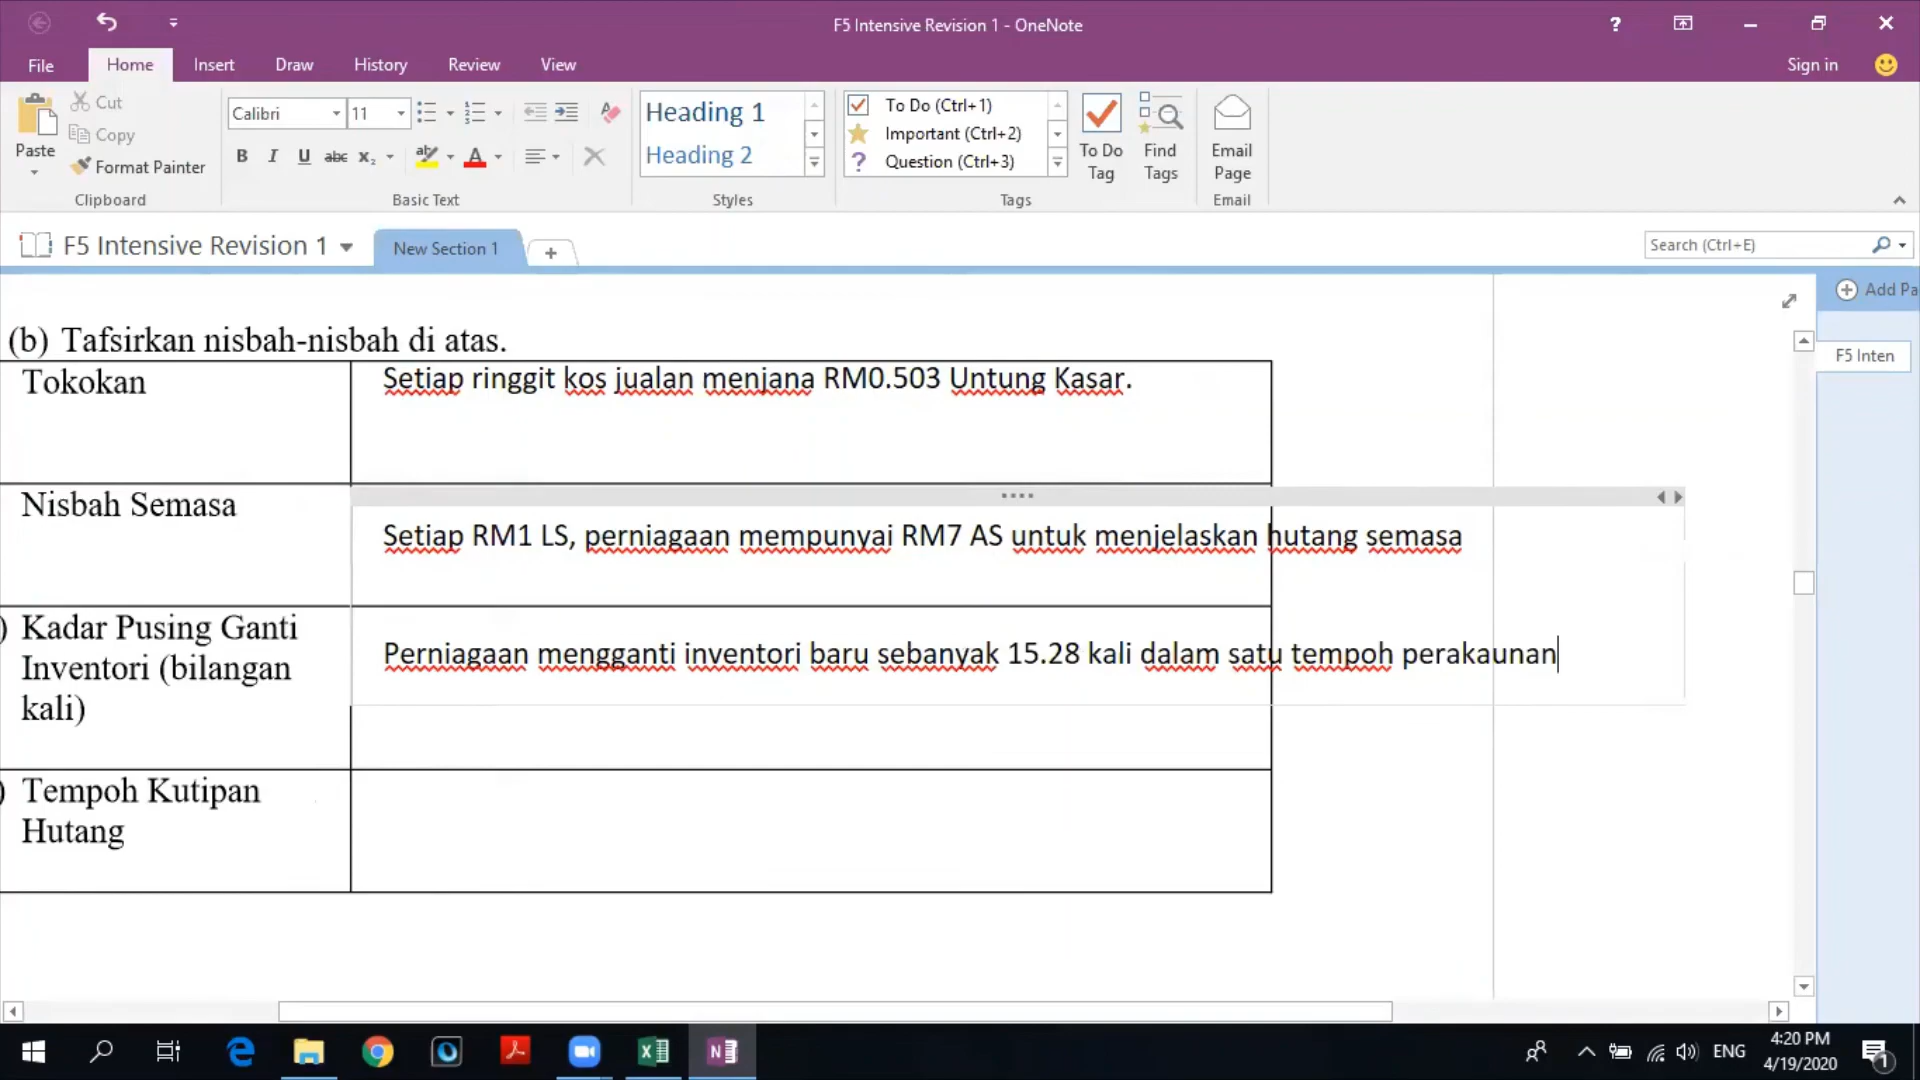 F5 Intensive Revision 1 - OneNote
?
File Home Insert Draw History Review View
Sign in
Paste
Cut
Copy
Format Painter
Clipboard
Calibri 11
B I U abc x₂ ab A
Basic Text
Heading 1
Heading 2
Styles
To Do (Ctrl+1)
Important (Ctrl+2)
? Question (Ctrl+3)
To Do
Tag
Find
Tags
Tags
Email
Page
Email
F5 Intensive Revision 1
New Section 1
+
Search (Ctrl+E)
Add Pa
F5 Inten
(b) Tafsirkan nisbah-nisbah di atas.
Tokokan
Setiap ringgit kos jualan menjana RM0.503 Untung Kasar.
Nisbah Semasa
Setiap RM1 LS, perniagaan mempunyai RM7 AS untuk menjelaskan hutang semasa
) Kadar Pusing Ganti
Inventori (bilangan
kali)
Perniagaan mengganti inventori baru sebanyak 15.28 kali dalam satu tempoh perakaunan
) Tempoh Kutipan
Hutang
ENG
4:20 PM
4/19/2020
1